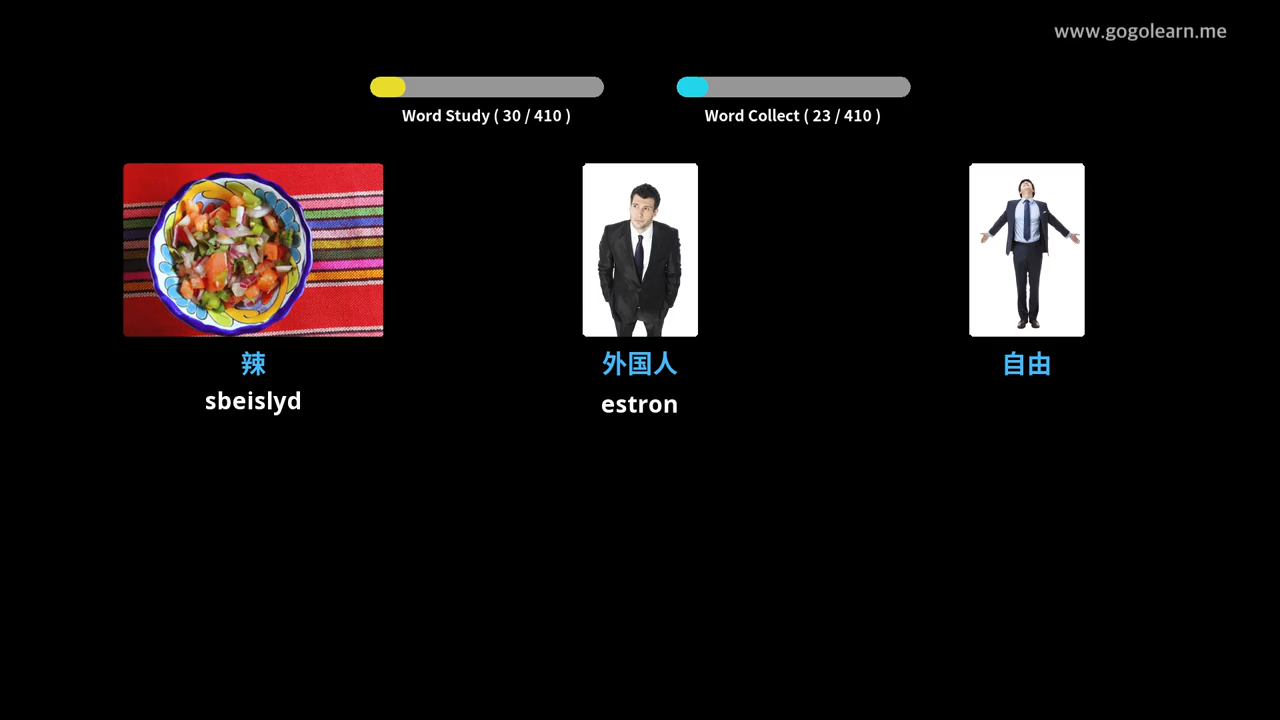 www.gogolearn.me
Word Study ( 30 / 410 )
Word Collect ( 23 / 410 )
辣
外国人
自由
sbeislyd
estron